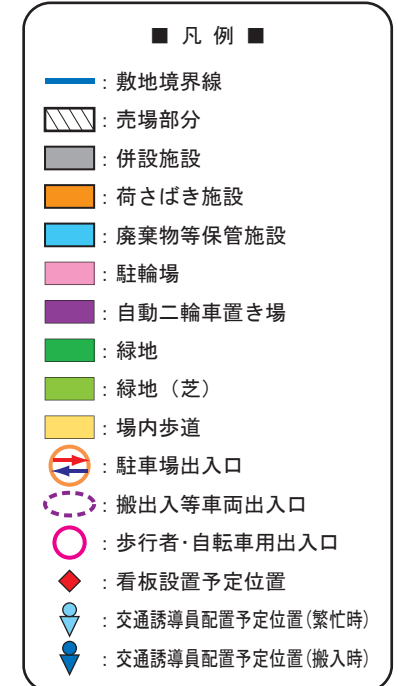 ■ 凡 例 ■
：敷地境界線
：売場部分
：併設施設
：荷さばき施設
：廃棄物等保管施設
：駐輪場
：自動二輪車置き場
：緑地
：緑地（芝）
：場内歩道
：駐車場出入口
：搬出入等車両出入口
：歩行者･自転車用出入口
：看板設置予定位置
：交通誘導員配置予定位置(繁忙時)
：交通誘導員配置予定位置(搬入時)